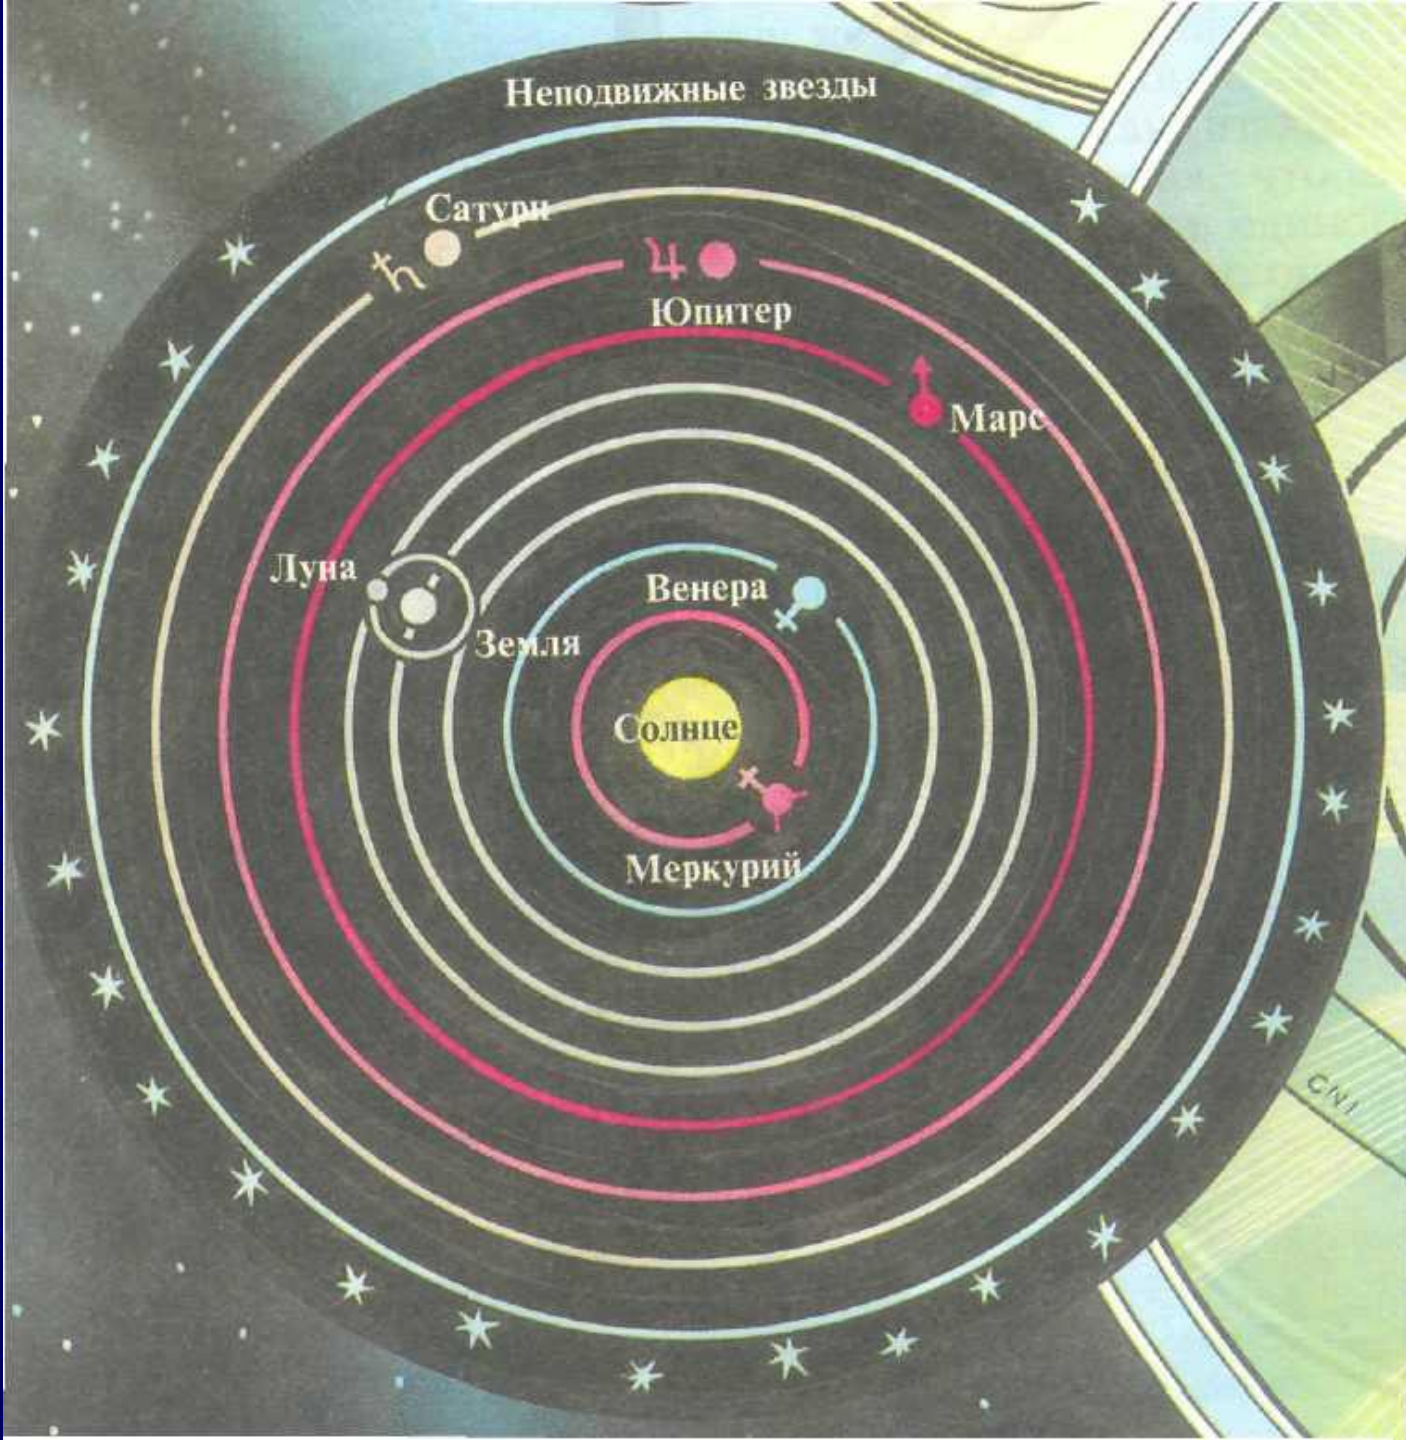 Неподвижные звезды
Сатурн
Юпитер
Марс
Луна
Венера
Земля
Солнце
Меркурий